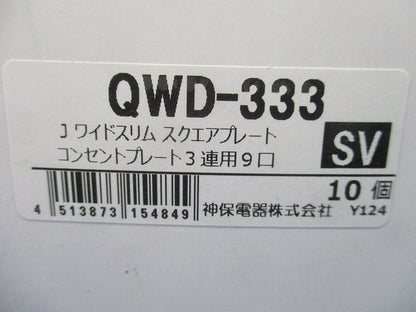 QWD-333
J ワイドスリム スクエアプレート
コンセントプレート3連用9口
SV
10個
4 513873 154849
神保電器株式会社 Y124